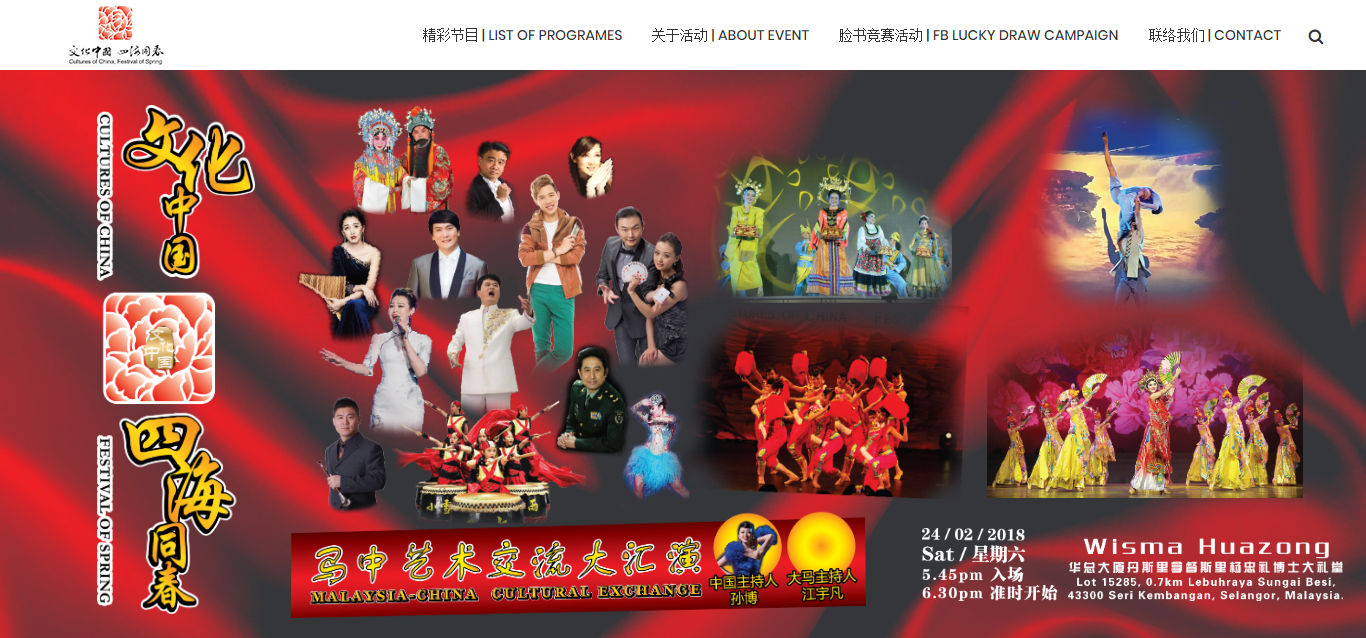 文化中国 四海同春
Cultures of China, Festival of Spring
精彩节目 | LIST OF PROGRAMES
关于活动 | ABOUT EVENT
脸书竞赛活动 | FB LUCKY DRAW CAMPAIGN
联络我们 | CONTACT
文化中国
CULTURES OF CHINA
文化
中国
四海同春
FESTIVAL OF SPRING
马中艺术交流大汇演
MALAYSIA-CHINA CULTURAL EXCHANGE
中国主持人
孙博
大马主持人
江宇凡
24 / 02 / 2018
Sat / 星期六
5.45pm 入场
6.30pm 准时开始
Wisma Huazong
华总大厦丹斯里拿督斯里杨忠礼博士大礼堂
Lot 15285, 0.7km Lebuhraya Sungai Besi,
43300 Seri Kembangan, Selangor, Malaysia.